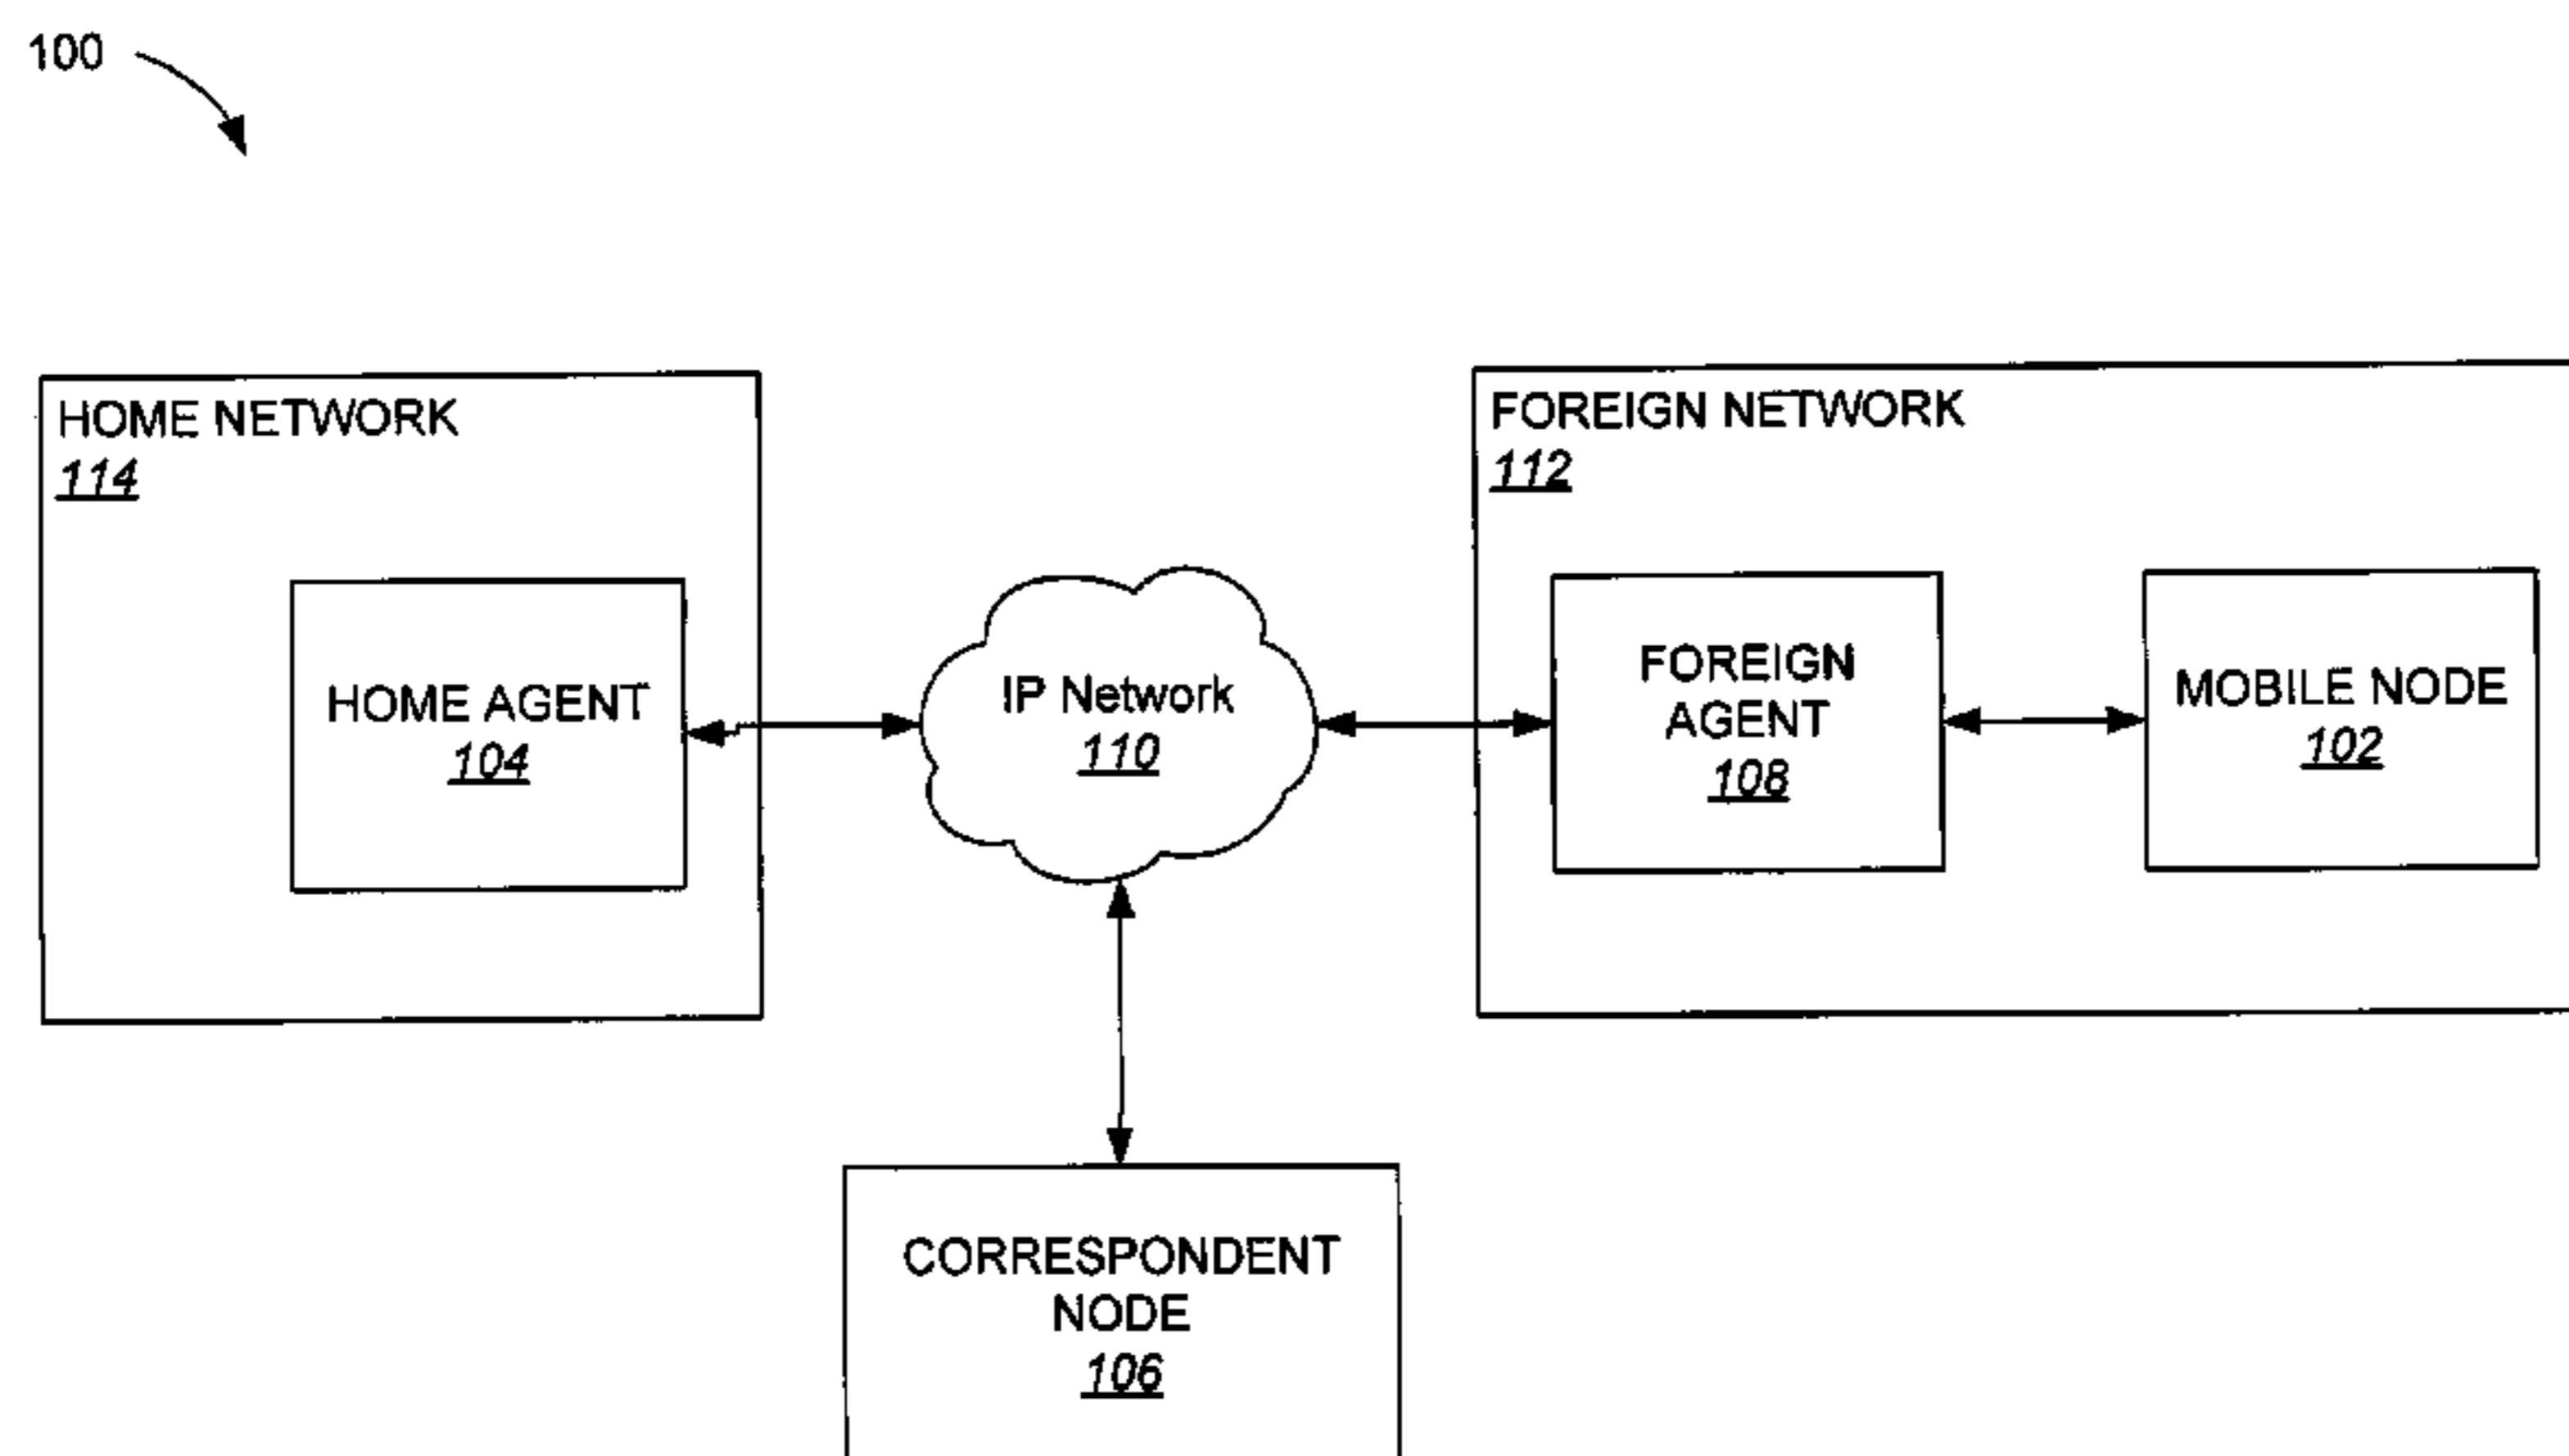 100
HOME NETWORK
114
HOME AGENT
104
IP Network
110
FOREIGN NETWORK
112
FOREIGN
AGENT
108
MOBILE NODE
102
CORRESPONDENT
NODE
106